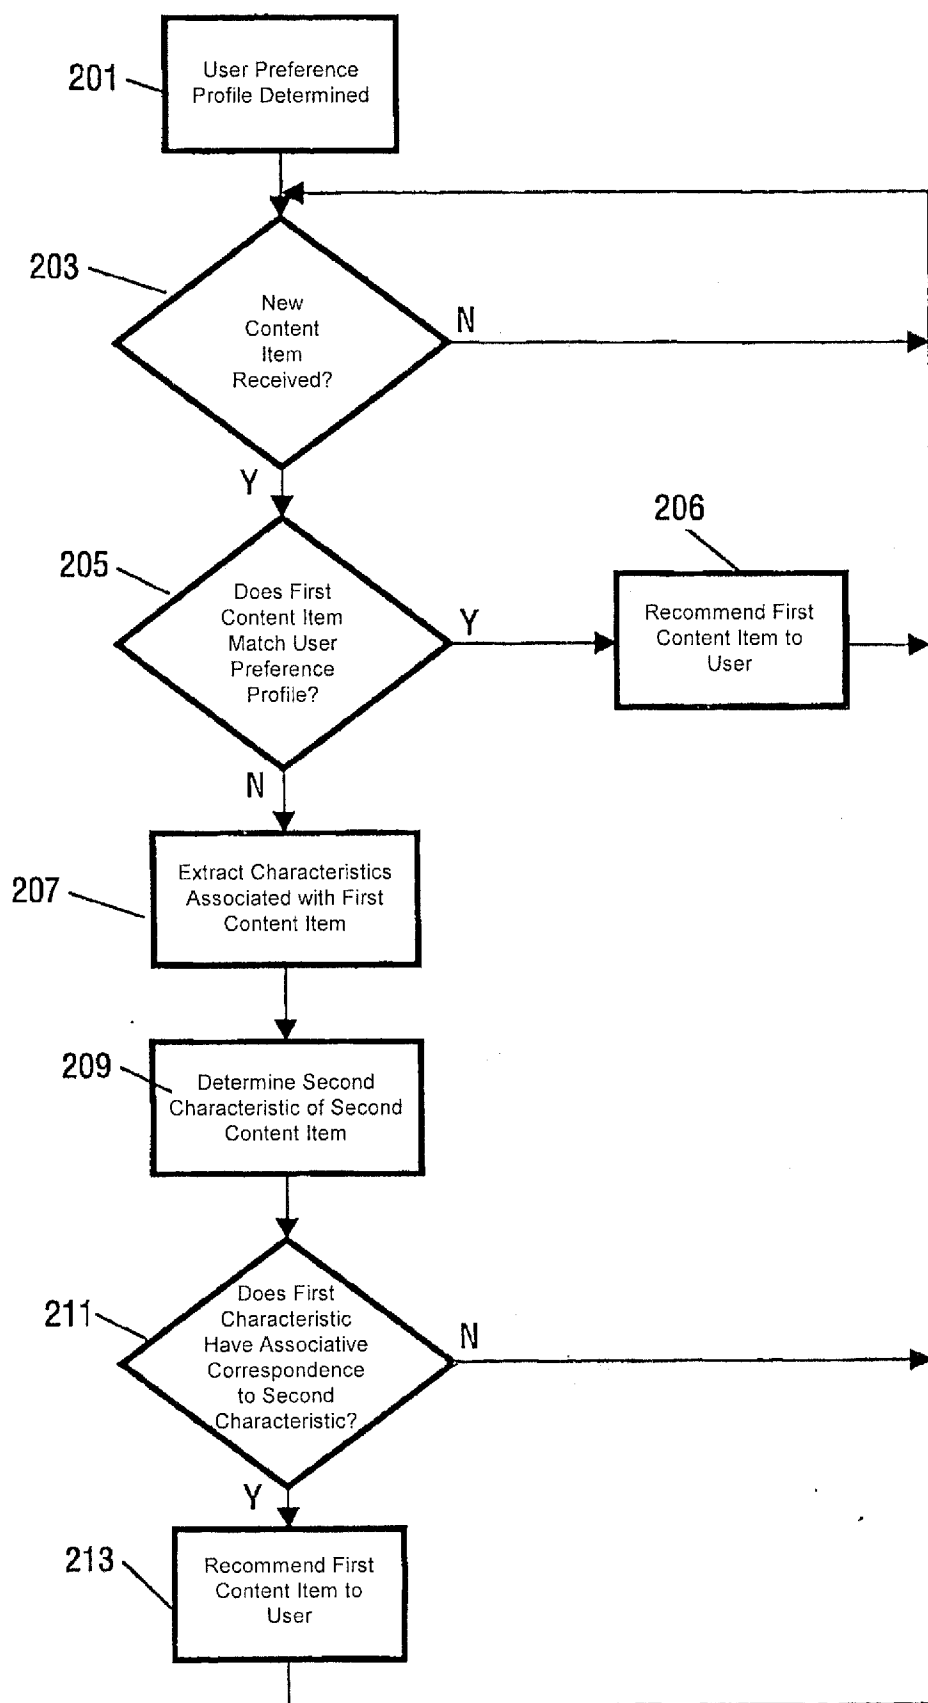 201
User Preference
Profile Determined
203
New
Content
Item
Received?
N
Y
205
Does First
Content Item
Match User
Preference
Profile?
Y
206
Recommend First
Content Item to
User
N
207
Extract Characteristics
Associated with First
Content Item
209
Determine Second
Characteristic of Second
Content Item
211
Does First
Characteristic
Have Associative
Correspondence
to Second
Characteristic?
N
Y
213
Recommend First
Content Item to
User